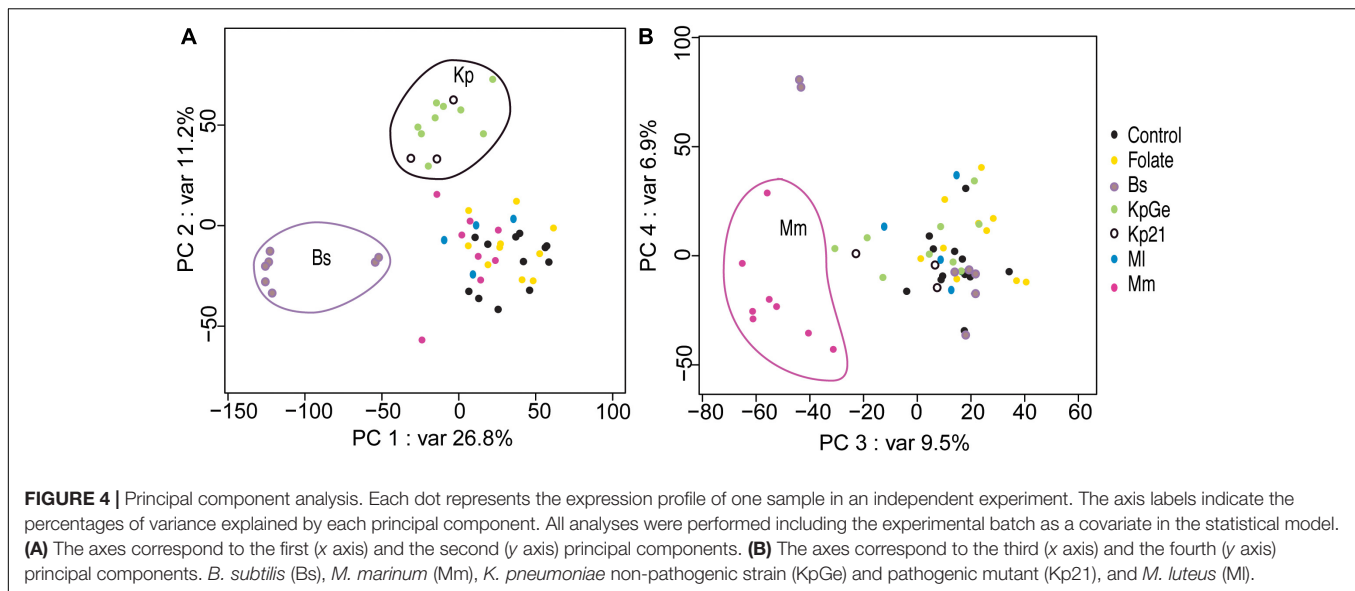 A
Kp
Bs
PC 2 : var 11.2%
50
0
−50
−150
−100
−50
0
50
100
PC 1 : var 26.8%
B
Mm
PC 4 : var 6.9%
100
50
0
−50
−80
−60
−40
−20
0
20
40
60
PC 3 : var 9.5%
Control
Folate
Bs
KpGe
Kp21
Ml
Mm
FIGURE 4 | Principal component analysis. Each dot represents the expression profile of one sample in an independent experiment. The axis labels indicate the
percentages of variance explained by each principal component. All analyses were performed including the experimental batch as a covariate in the statistical model.
(A) The axes correspond to the first (x axis) and the second (y axis) principal components. (B) The axes correspond to the third (x axis) and the fourth (y axis)
principal components. B. subtilis (Bs), M. marinum (Mm), K. pneumoniae non-pathogenic strain (KpGe) and pathogenic mutant (Kp21), and M. luteus (Ml).